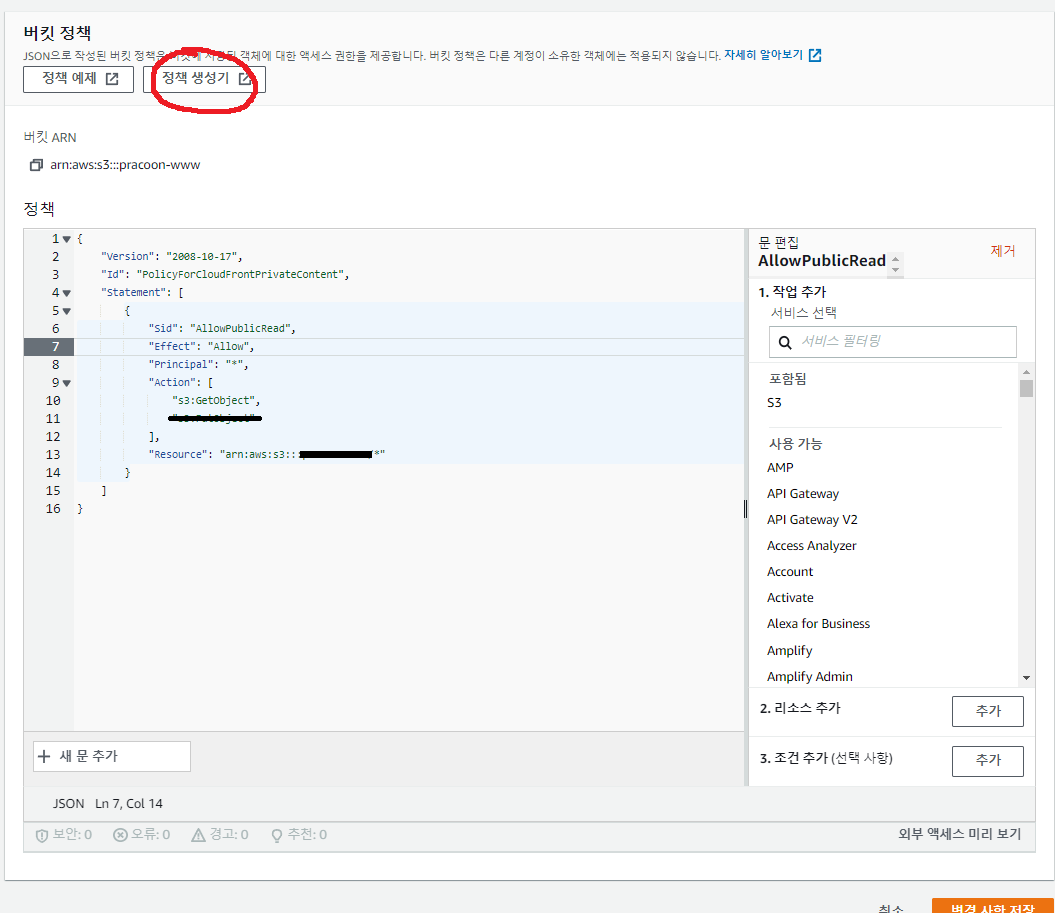 버킷 정책
JSON으로 작성된 버킷 정책은 버킷에 저장된 객체에 대한 액세스 권한을 제공합니다. 버킷 정책은 다른 계정이 소유한 객체에는 적용되지 않습니다. 자세히 알아보기
정책 예제 정책 생성기
버킷 ARN
arn:aws:s3:::pracoon-www
정책
1 {
2 "Version": "2008-10-17",
3 "Id": "PolicyForCloudFrontPrivateContent",
4 "Statement": [
5 {
6 "Sid": "AllowPublicRead",
7 "Effect": "Allow",
8 "Principal": "*",
9 "Action": [
10 "s3:GetObject",
11
12 ],
13 "Resource": "arn:aws:s3:: *"
14 }
15 ]
16 }
새 문 추가
JSON Ln 7, Col 14
보안: 0 오류: 0 경고: 0 추천: 0
문 편집
AllowPublicRead
제거
1. 작업 추가
서비스 선택
서비스 필터링
포함됨
S3
사용 가능
AMP
API Gateway
API Gateway V2
Access Analyzer
Account
Activate
Alexa for Business
Amplify
Amplify Admin
2. 리소스 추가 추가
3. 조건 추가 (선택 사항) 추가
외부 액세스 미리 보기
취소 변경 사항 저장